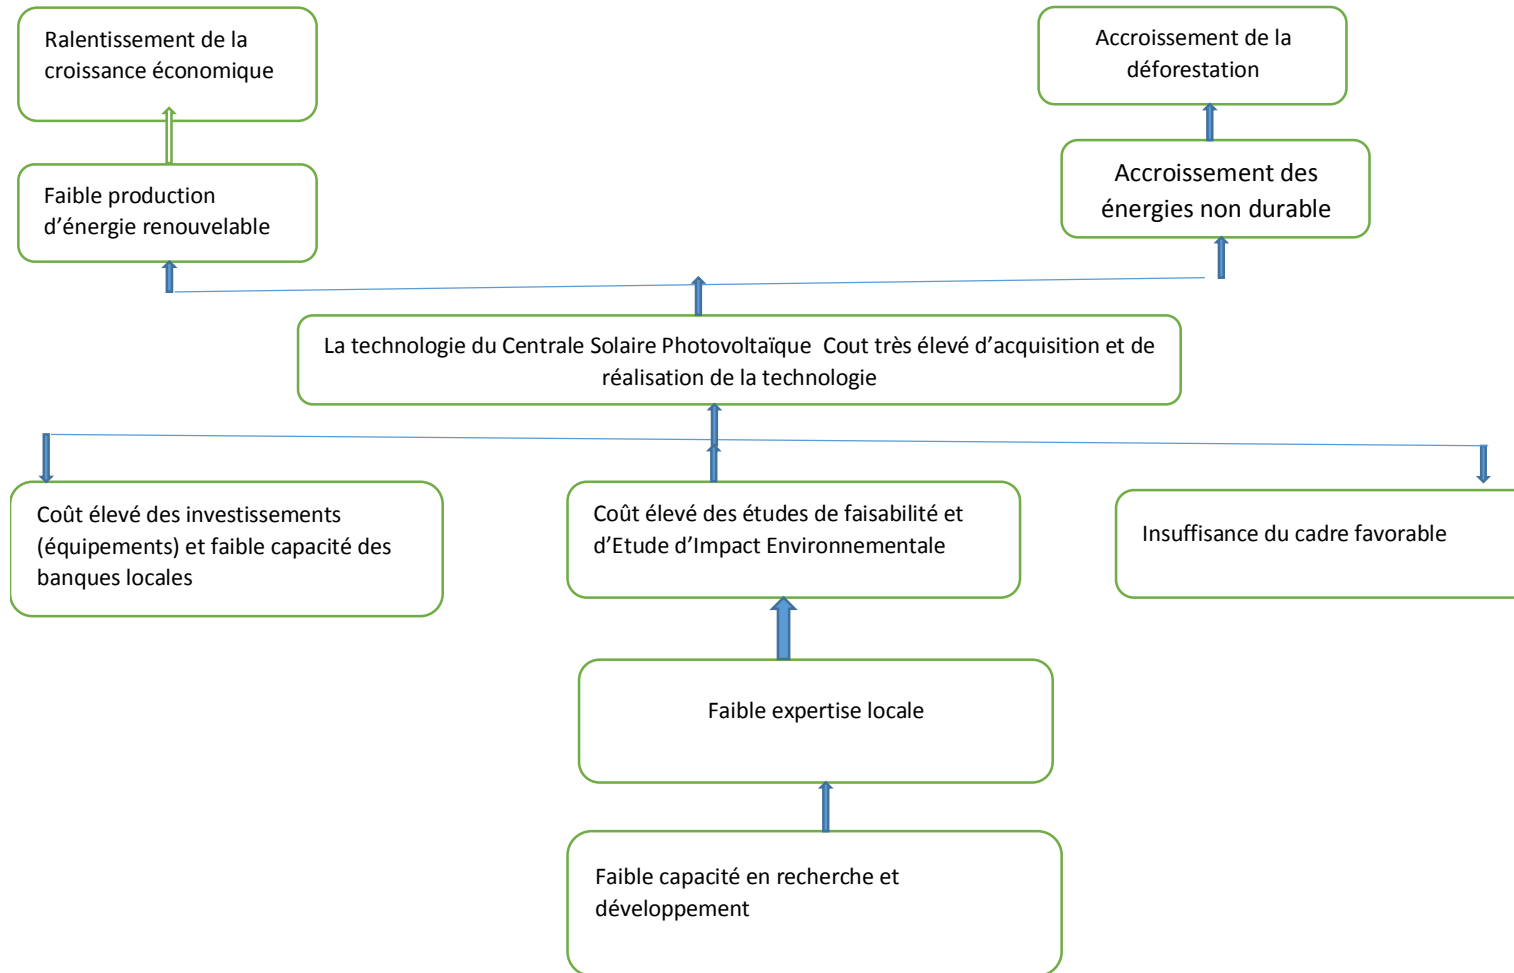 Ralentissement de la
croissance économique
Accroissement de la
déforestation
Faible production
d’énergie renouvelable
Accroissement des
énergies non durable
La technologie du Centrale Solaire Photovoltaïque  Cout très élevé d’acquisition et de
réalisation de la technologie
Coût élevé des investissements
(équipements) et faible capacité des
banques locales
Coût élevé des études de faisabilité et
d’Etude d’Impact Environnementale
Insuffisance du cadre favorable
Faible expertise locale
Faible capacité en recherche et
développement